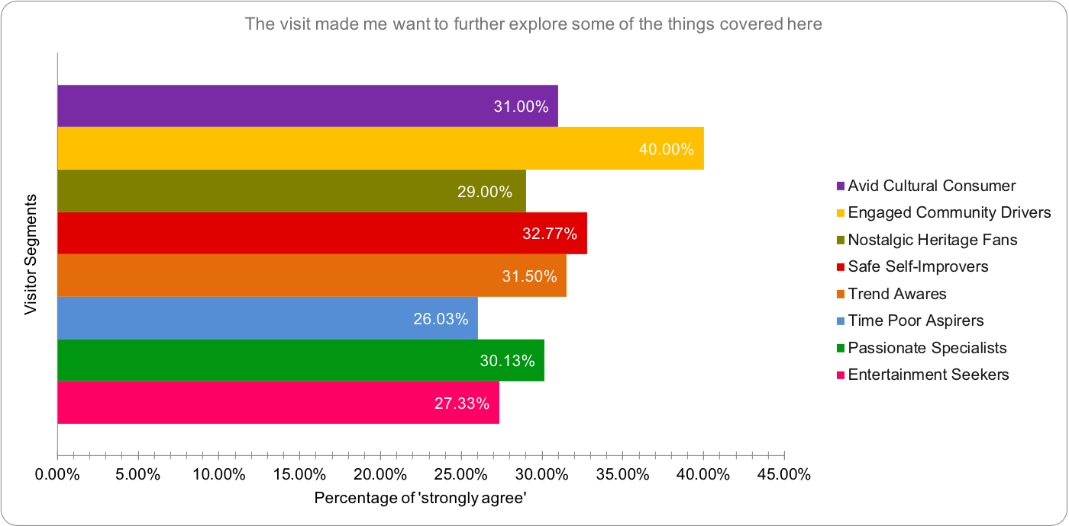 The visit made me want to further explore some of the things covered here
Visitor Segments
31.00%
40.00%
29.00%
32.77%
31.50%
26.03%
30.13%
27.33%
Avid Cultural Consumer
Engaged Community Drivers
Nostalgic Heritage Fans
Safe Self-Improvers
Trend Awares
Time Poor Aspirers
Passionate Specialists
Entertainment Seekers
0.00% 5.00% 10.00% 15.00% 20.00% 25.00% 30.00% 35.00% 40.00% 45.00%
Percentage of 'strongly agree'